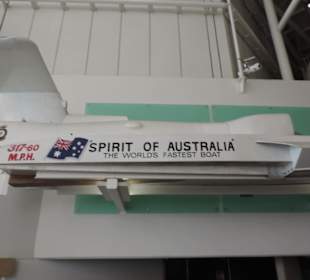 317-60
M.P.H.
SPIRIT OF AUSTRALIA
THE WORLDS FASTEST BOAT